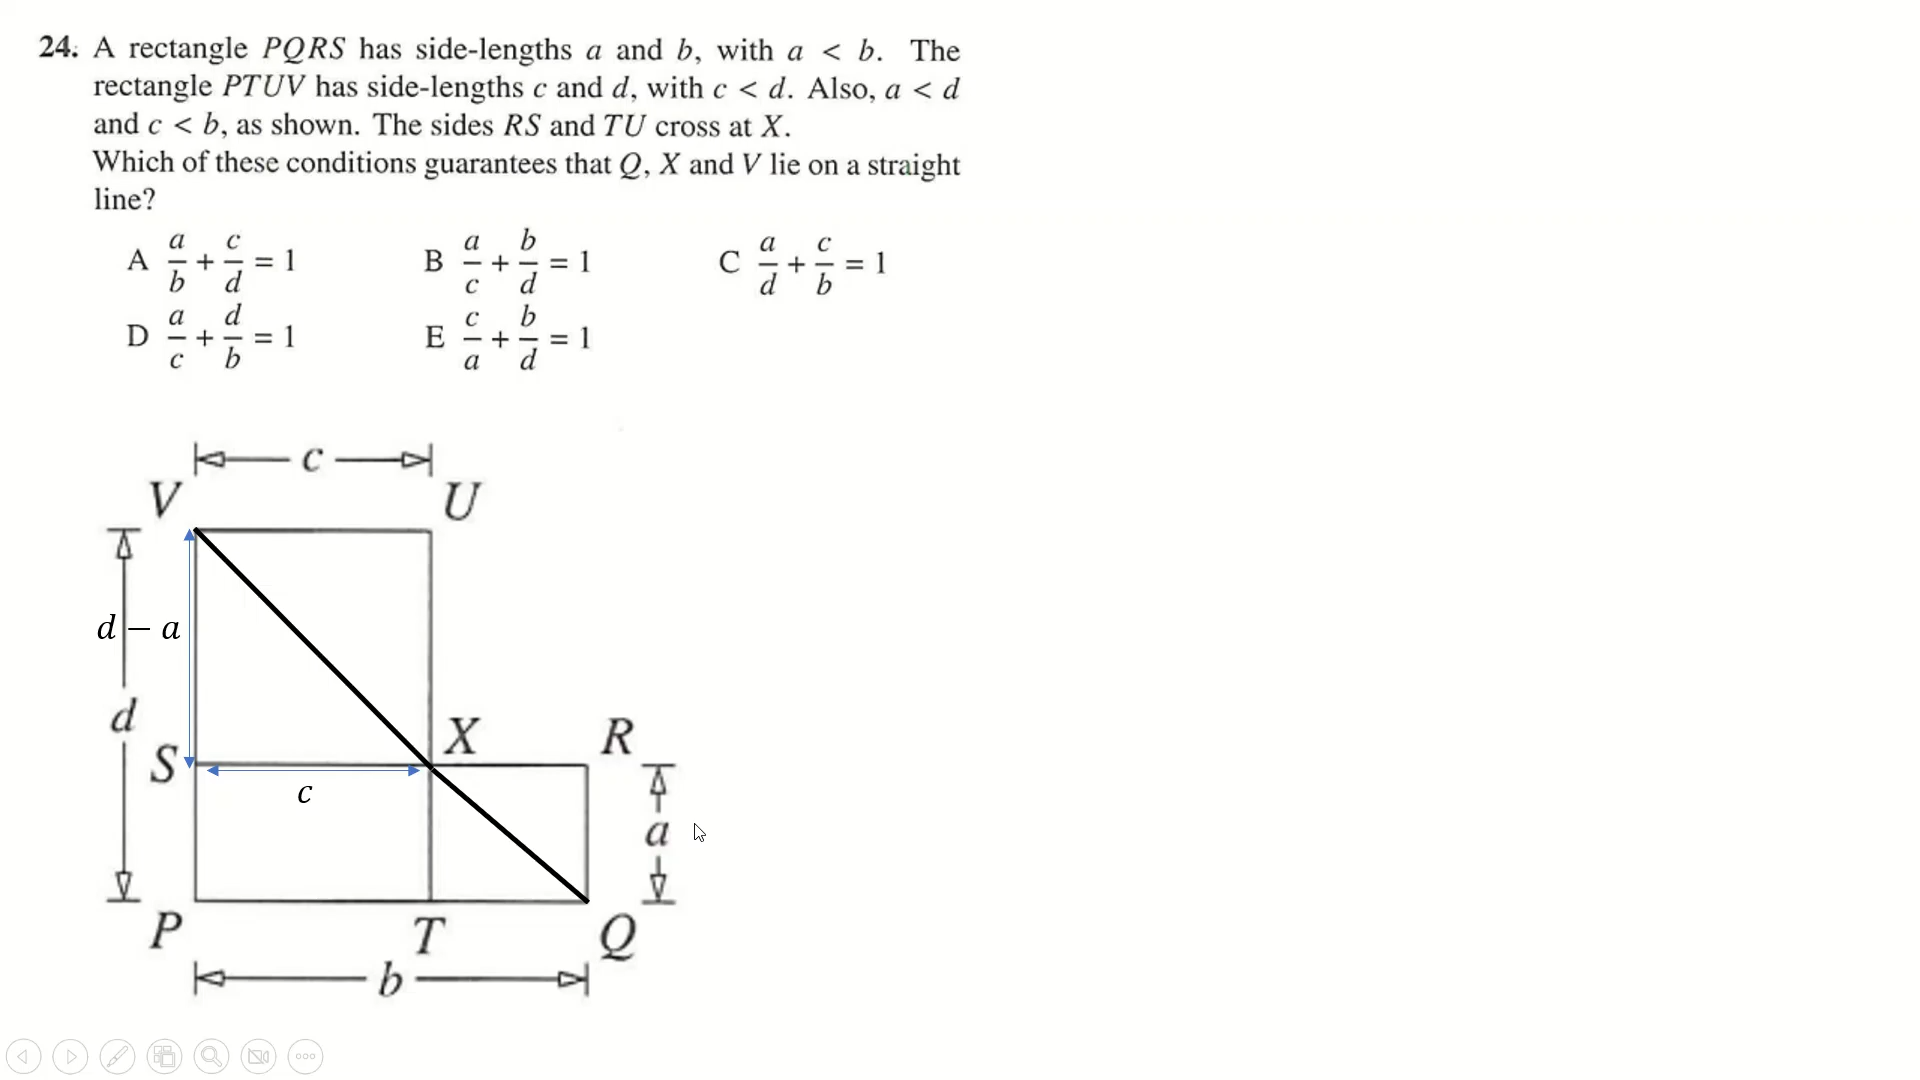 24. A rectangle PQRS has side-lengths a and b, with a < b. The
rectangle PTUV has side-lengths c and d, with c < d. Also, a < d
and c < b, as shown. The sides RS and TU cross at X.
Which of these conditions guarantees that Q, X and V lie on a straight
line?
A a/b + c/d = 1 B a/c + b/d = 1 C a/d + c/b = 1
D a/c + d/b = 1 E c/a + b/d = 1
c
V U
d − a
d
X R
S
c
a
P T Q
b